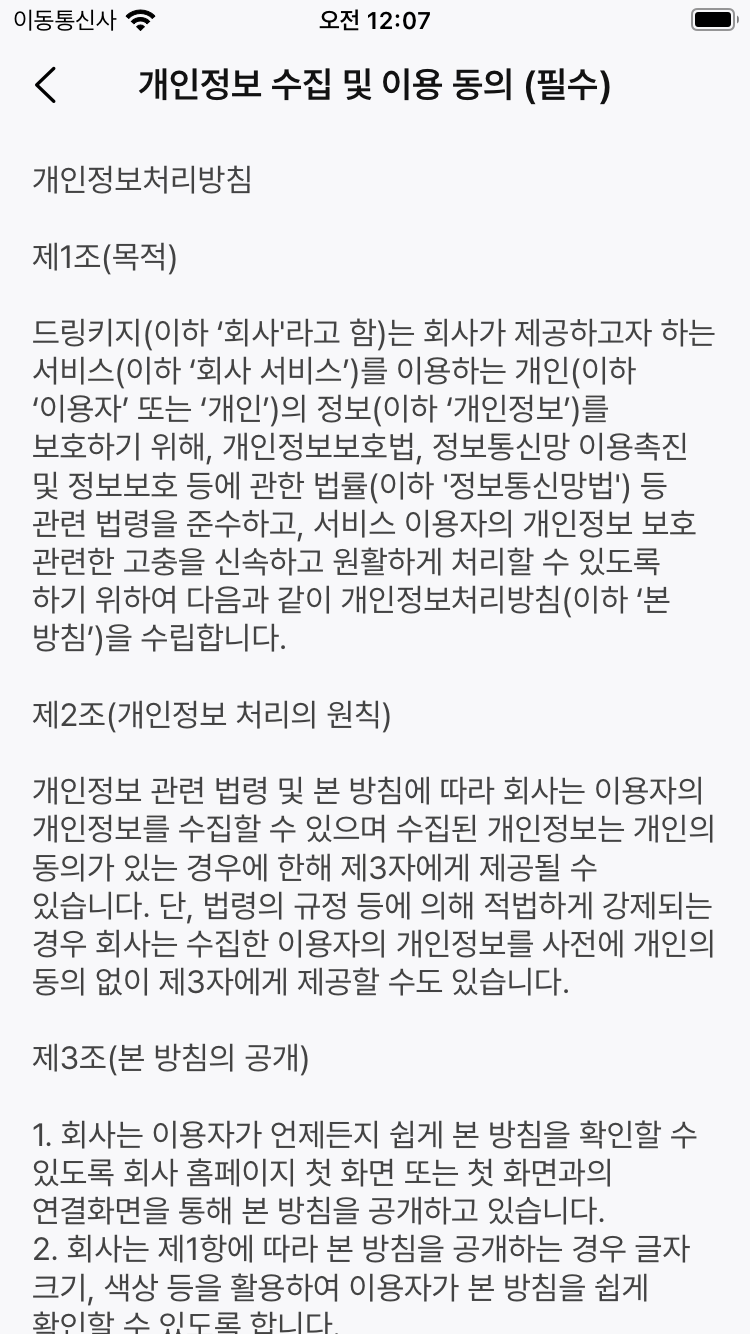 이동통신사
오전 12:07
개인정보 수집 및 이용 동의 (필수)
개인정보처리방침
제1조(목적)
드링키지(이하 ‘회사'라고 함)는 회사가 제공하고자 하는
서비스(이하 ‘회사 서비스’)를 이용하는 개인(이하
‘이용자’ 또는 ‘개인’)의 정보(이하 ‘개인정보’)를
보호하기 위해, 개인정보보호법, 정보통신망 이용촉진
및 정보보호 등에 관한 법률(이하 '정보통신망법') 등
관련 법령을 준수하고, 서비스 이용자의 개인정보 보호
관련한 고충을 신속하고 원활하게 처리할 수 있도록
하기 위하여 다음과 같이 개인정보처리방침(이하 ‘본
방침’)을 수립합니다.
제2조(개인정보 처리의 원칙)
개인정보 관련 법령 및 본 방침에 따라 회사는 이용자의
개인정보를 수집할 수 있으며 수집된 개인정보는 개인의
동의가 있는 경우에 한해 제3자에게 제공될 수
있습니다. 단, 법령의 규정 등에 의해 적법하게 강제되는
경우 회사는 수집한 이용자의 개인정보를 사전에 개인의
동의 없이 제3자에게 제공할 수도 있습니다.
제3조(본 방침의 공개)
1. 회사는 이용자가 언제든지 쉽게 본 방침을 확인할 수
있도록 회사 홈페이지 첫 화면 또는 첫 화면과의
연결화면을 통해 본 방침을 공개하고 있습니다.
2. 회사는 제1항에 따라 본 방침을 공개하는 경우 글자
크기, 색상 등을 활용하여 이용자가 본 방침을 쉽게
확인할 수 있도록 합니다.